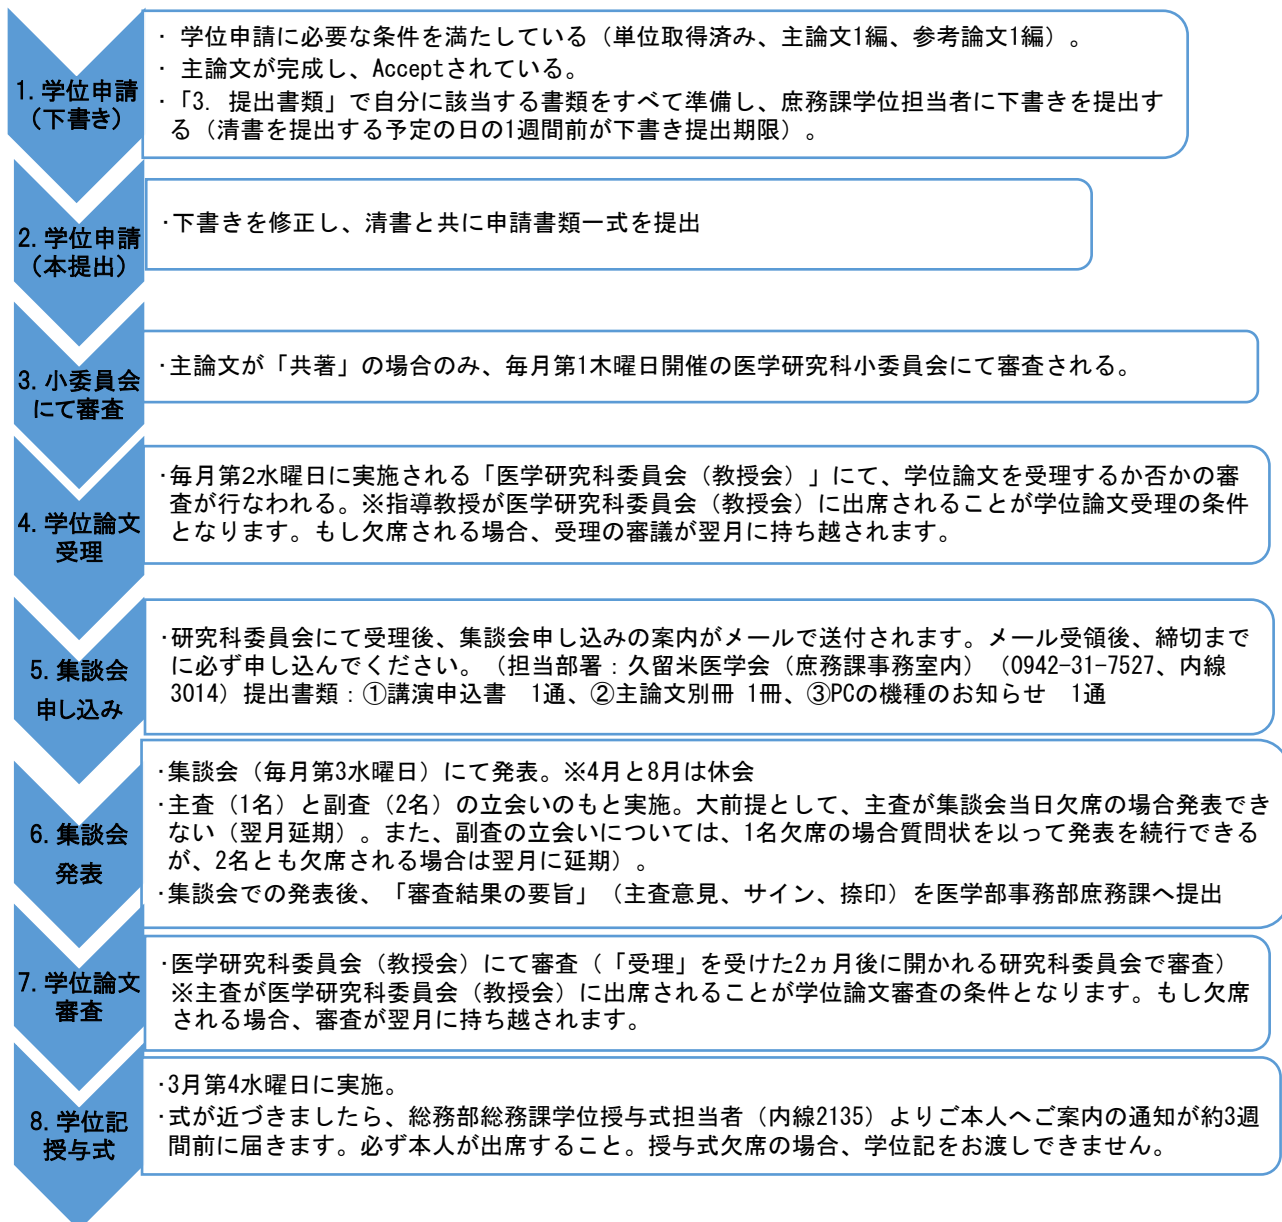 1. 学位申請
（下書き）
・ 学位申請に必要な条件を満たしている（単位取得済み、主論文1編、参考論文1編）。
・ 主論文が完成し、Acceptされている。
・「3. 提出書類」で自分に該当する書類をすべて準備し、庶務課学位担当者に下書きを提出す
る（清書を提出する予定の日の1週間前が下書き提出期限）。
2. 学位申請
（本提出）
・下書きを修正し、清書と共に申請書類一式を提出
3. 小委員会
にて審査
・主論文が「共著」の場合のみ、毎月第1木曜日開催の医学研究科小委員会にて審査される。
4. 学位論文
受理
・毎月第2水曜日に実施される「医学研究科委員会（教授会）」にて、学位論文を受理するか否かの審
査が行なわれる。※指導教授が医学研究科委員会（教授会）に出席されることが学位論文受理の条件
となります。もし欠席される場合、受理の審議が翌月に持ち越されます。
5. 集談会
申し込み
・研究科委員会にて受理後、集談会申し込みの案内がメールで送付されます。メール受領後、締切まで
に必ず申し込んでください。（担当部署：久留米医学会（庶務課事務室内）（0942-31-7527、内線
3014）提出書類：①講演申込書　1通、②主論文別冊 1冊、③PCの機種のお知らせ　1通
6. 集談会
発表
・集談会（毎月第3水曜日）にて発表。※4月と8月は休会
・主査（1名）と副査（2名）の立会いのもと実施。大前提として、主査が集談会当日欠席の場合発表でき
ない（翌月延期）。また、副査の立会いについては、1名欠席の場合質問状を以って発表を続行できる
が、2名とも欠席される場合は翌月に延期）。
・集談会での発表後、「審査結果の要旨」（主査意見、サイン、捺印）を医学部事務部庶務課へ提出
7. 学位論文
審査
・医学研究科委員会（教授会）にて審査（「受理」を受けた2ヵ月後に開かれる研究科委員会で審査）
※主査が医学研究科委員会（教授会）に出席されることが学位論文審査の条件となります。もし欠席
される場合、審査が翌月に持ち越されます。
8. 学位記
授与式
・3月第4水曜日に実施。
・式が近づきましたら、総務部総務課学位授与式担当者（内線2135）よりご本人へご案内の通知が約3週
間前に届きます。必ず本人が出席すること。授与式欠席の場合、学位記をお渡しできません。